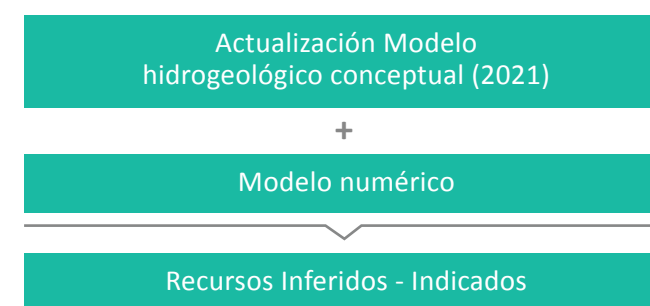 Actualización Modelo
hidrogeológico conceptual (2021)
+
Modelo numérico
Recursos Inferidos - Indicados